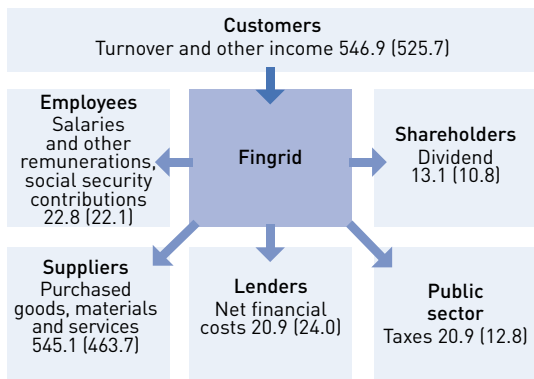 Customers
Turnover and other income 546.9 (525.7)
Employees
Salaries
and other
remunerations,
social security
contributions
22.8 (22.1)
Fingrid
Shareholders
Dividend
13.1 (10.8)
Suppliers
Purchased
goods, materials
and services
545.1 (463.7)
Lenders
Net financial
costs 20.9 (24.0)
Public
sector
Taxes 20.9 (12.8)